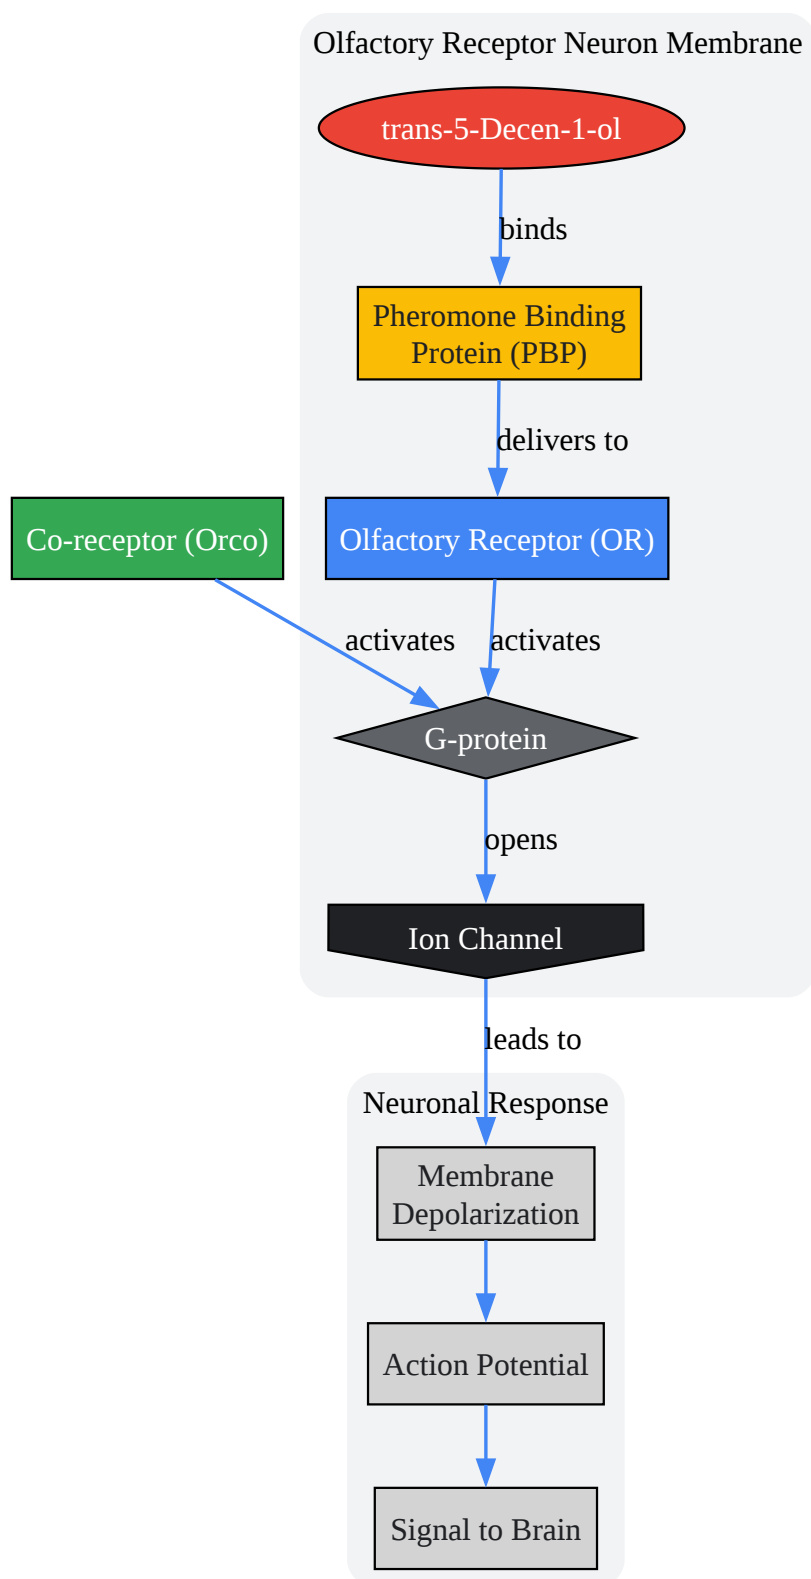 Olfactory Receptor Neuron Membrane
trans-5-Decen-1-ol
binds
Pheromone Binding
Protein (PBP)
delivers to
Co-receptor (Orco)
Olfactory Receptor (OR)
activates
activates
G-protein
opens
Ion Channel
leads to
Neuronal Response
Membrane
Depolarization
Action Potential
Signal to Brain